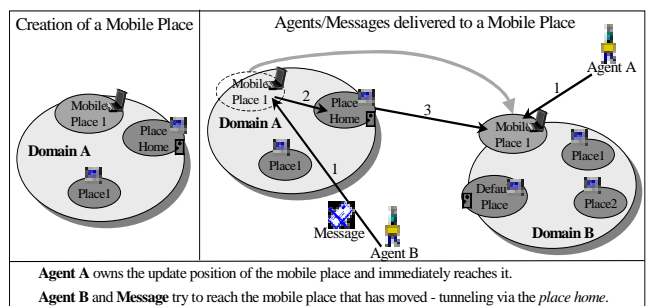 Creation of a Mobile Place
Mobile
Place 1
Place
Home
Domain A
Place1
Agents/Messages delivered to a Mobile Place
Agent A
1
Mobile
Place 1
2
Place
Home
3
Domain A
Place1
1
Message
Agent B
Mobile
Place 1
Place1
Defau
Place
Place2
Domain B
Agent A owns the update position of the mobile place and immediately reaches it.
Agent B and Message try to reach the mobile place that has moved - tunneling via the place home.